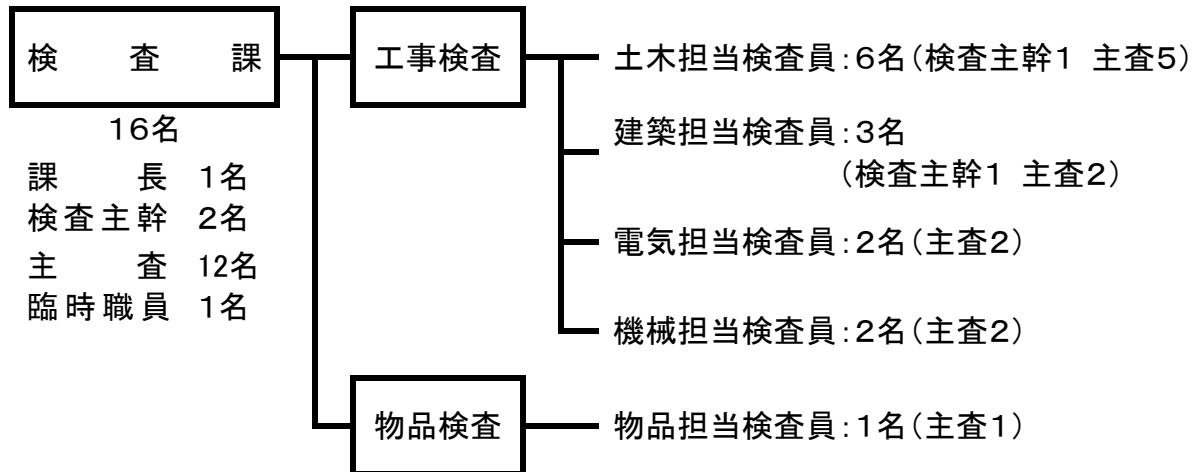 検査課
16名
課長 1名
検査主幹 2名
主査 12名
臨時職員 1名
工事検査
土木担当検査員:6名(検査主幹1 主査5)
建築担当検査員:3名
(検査主幹1 主査2)
電気担当検査員:2名(主査2)
機械担当検査員:2名(主査2)
物品検査
物品担当検査員:1名(主査1)